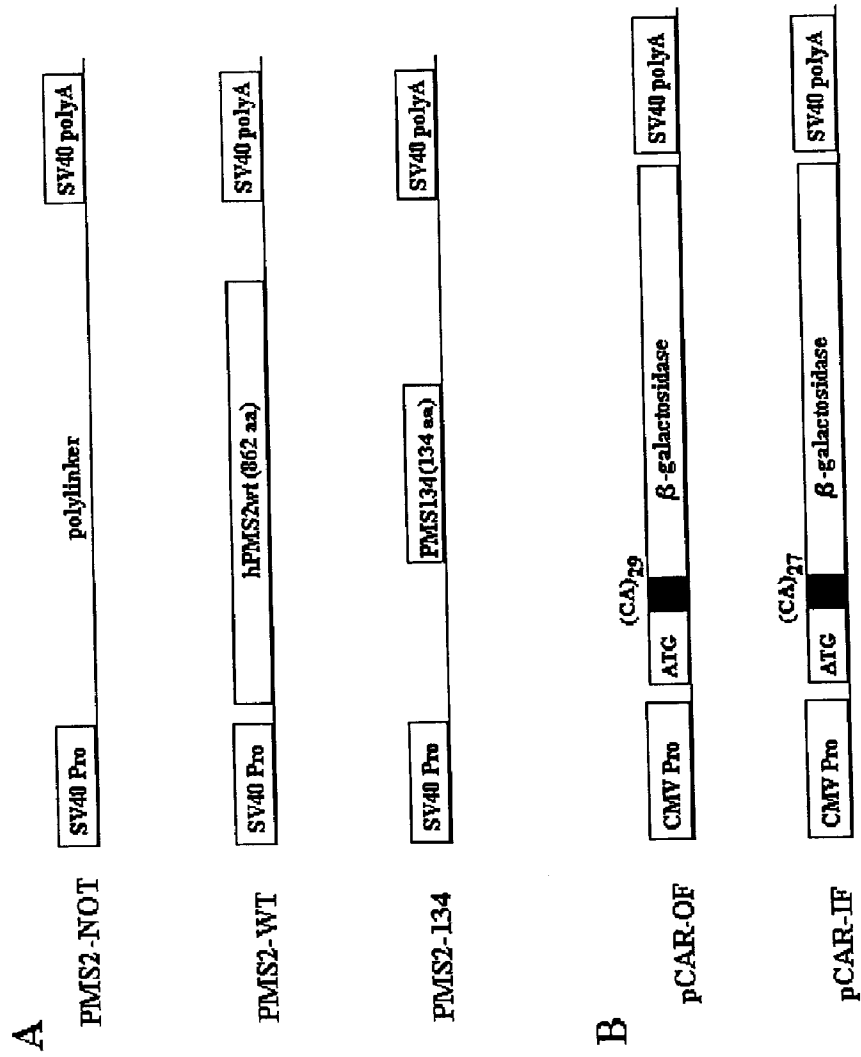 A
PMS2-NOT
SV40 Pro
polylinker
SV40 polyA
PMS2-WT
SV40 Pro
hPMS2wt (862 aa)
SV40 polyA
PMS2-134
SV40 Pro
PMS134 (134 aa)
SV40 polyA
B
(CA)29
pCAR-OF
CMV Pro
ATG
β-galactosidase
SV40 polyA
(CA)27
pCAR-IF
CMV Pro
ATG
β-galactosidase
SV40 polyA